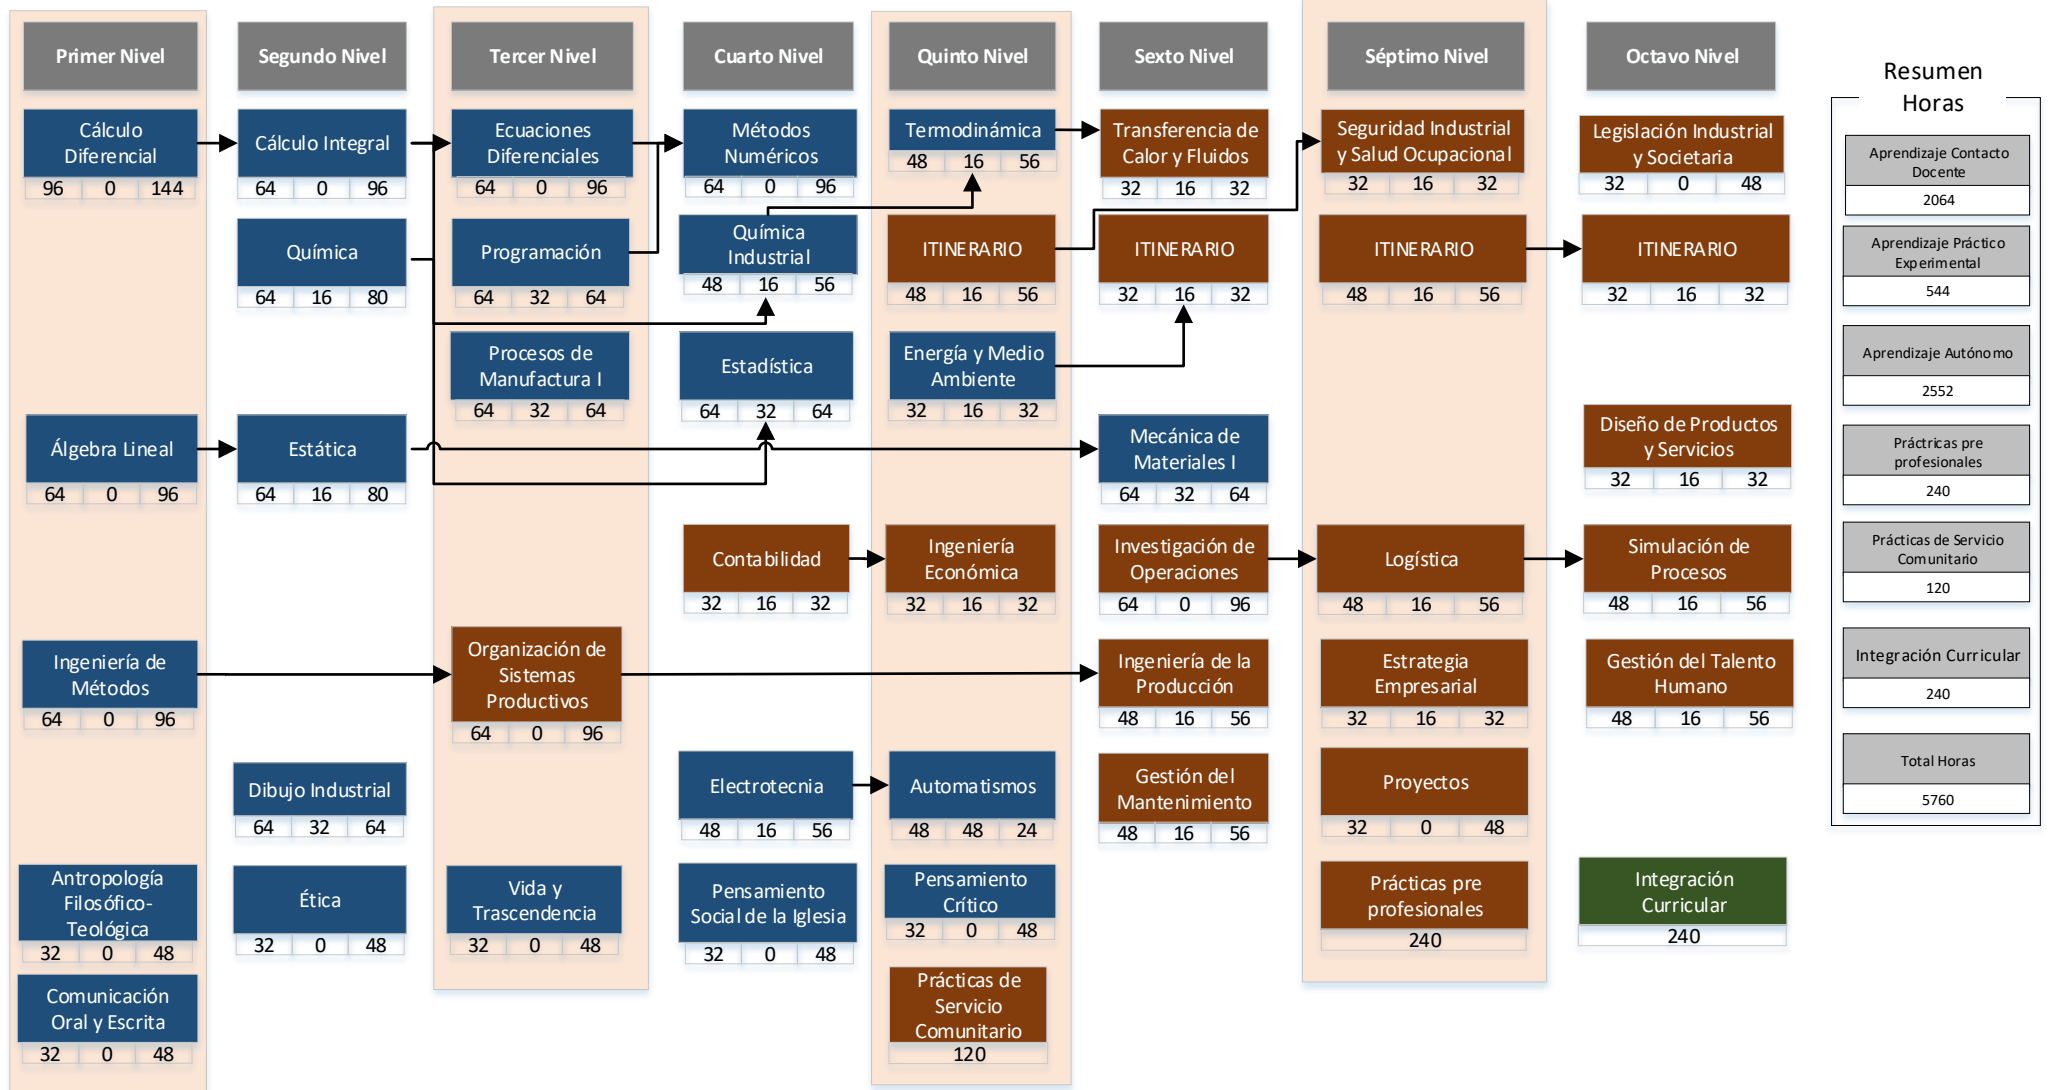 Primer Nivel
Cálculo
Diferencial
96 0 144
Álgebra Lineal
64 0 96
Ingeniería de
Métodos
64 0 96
Antropología
Filosófico-
Teológica
32 0 48
Comunicación
Oral y Escrita
32 0 48
Segundo Nivel
Cálculo Integral
64 0 96
Química
64 16 80
Estática
64 16 80
Dibujo Industrial
64 32 64
Ética
32 0 48
Tercer Nivel
Ecuaciones
Diferenciales
64 0 96
Programación
64 32 64
Procesos de
Manufactura I
64 32 64
Organización de
Sistemas
Productivos
64 0 96
Vida y
Trascendencia
32 0 48
Cuarto Nivel
Métodos
Numéricos
64 0 96
Química
Industrial
48 16 56
Estadística
64 32 64
Contabilidad
32 16 32
Electrotecnia
48 16 56
Pensamiento
Social de la Iglesia
32 0 48
Quinto Nivel
Termodinámica
48 16 56
ITINERARIO
48 16 56
Energía y Medio
Ambiente
32 16 32
Ingeniería
Económica
32 16 32
Automatismos
48 48 24
Pensamiento
Crítico
32 0 48
Prácticas de
Servicio
Comunitario
120
Sexto Nivel
Transferencia de
Calor y Fluidos
32 16 32
ITINERARIO
32 16 32
Mecánica de
Materiales I
64 32 64
Investigación de
Operaciones
64 0 96
Ingeniería de la
Producción
48 16 56
Gestión del
Mantenimiento
48 16 56
Séptimo Nivel
Seguridad Industrial
y Salud Ocupacional
32 16 32
ITINERARIO
48 16 56
Logística
48 16 56
Estrategia
Empresarial
32 16 32
Proyectos
32 0 48
Prácticas pre
profesionales
240
Octavo Nivel
Legislación Industrial
y Societaria
32 0 48
ITINERARIO
32 16 32
Diseño de Productos
y Servicios
32 16 32
Simulación de
Procesos
48 16 56
Gestión del Talento
Humano
48 16 56
Integración
Curricular
240
Resumen
Horas
Aprendizaje Contacto
Docente
2064
Aprendizaje Práctico
Experimental
544
Aprendizaje Autónomo
2552
Práctricas pre
profesionales
240
Prácticas de Servicio
Comunitario
120
Integración Curricular
240
Total Horas
5760